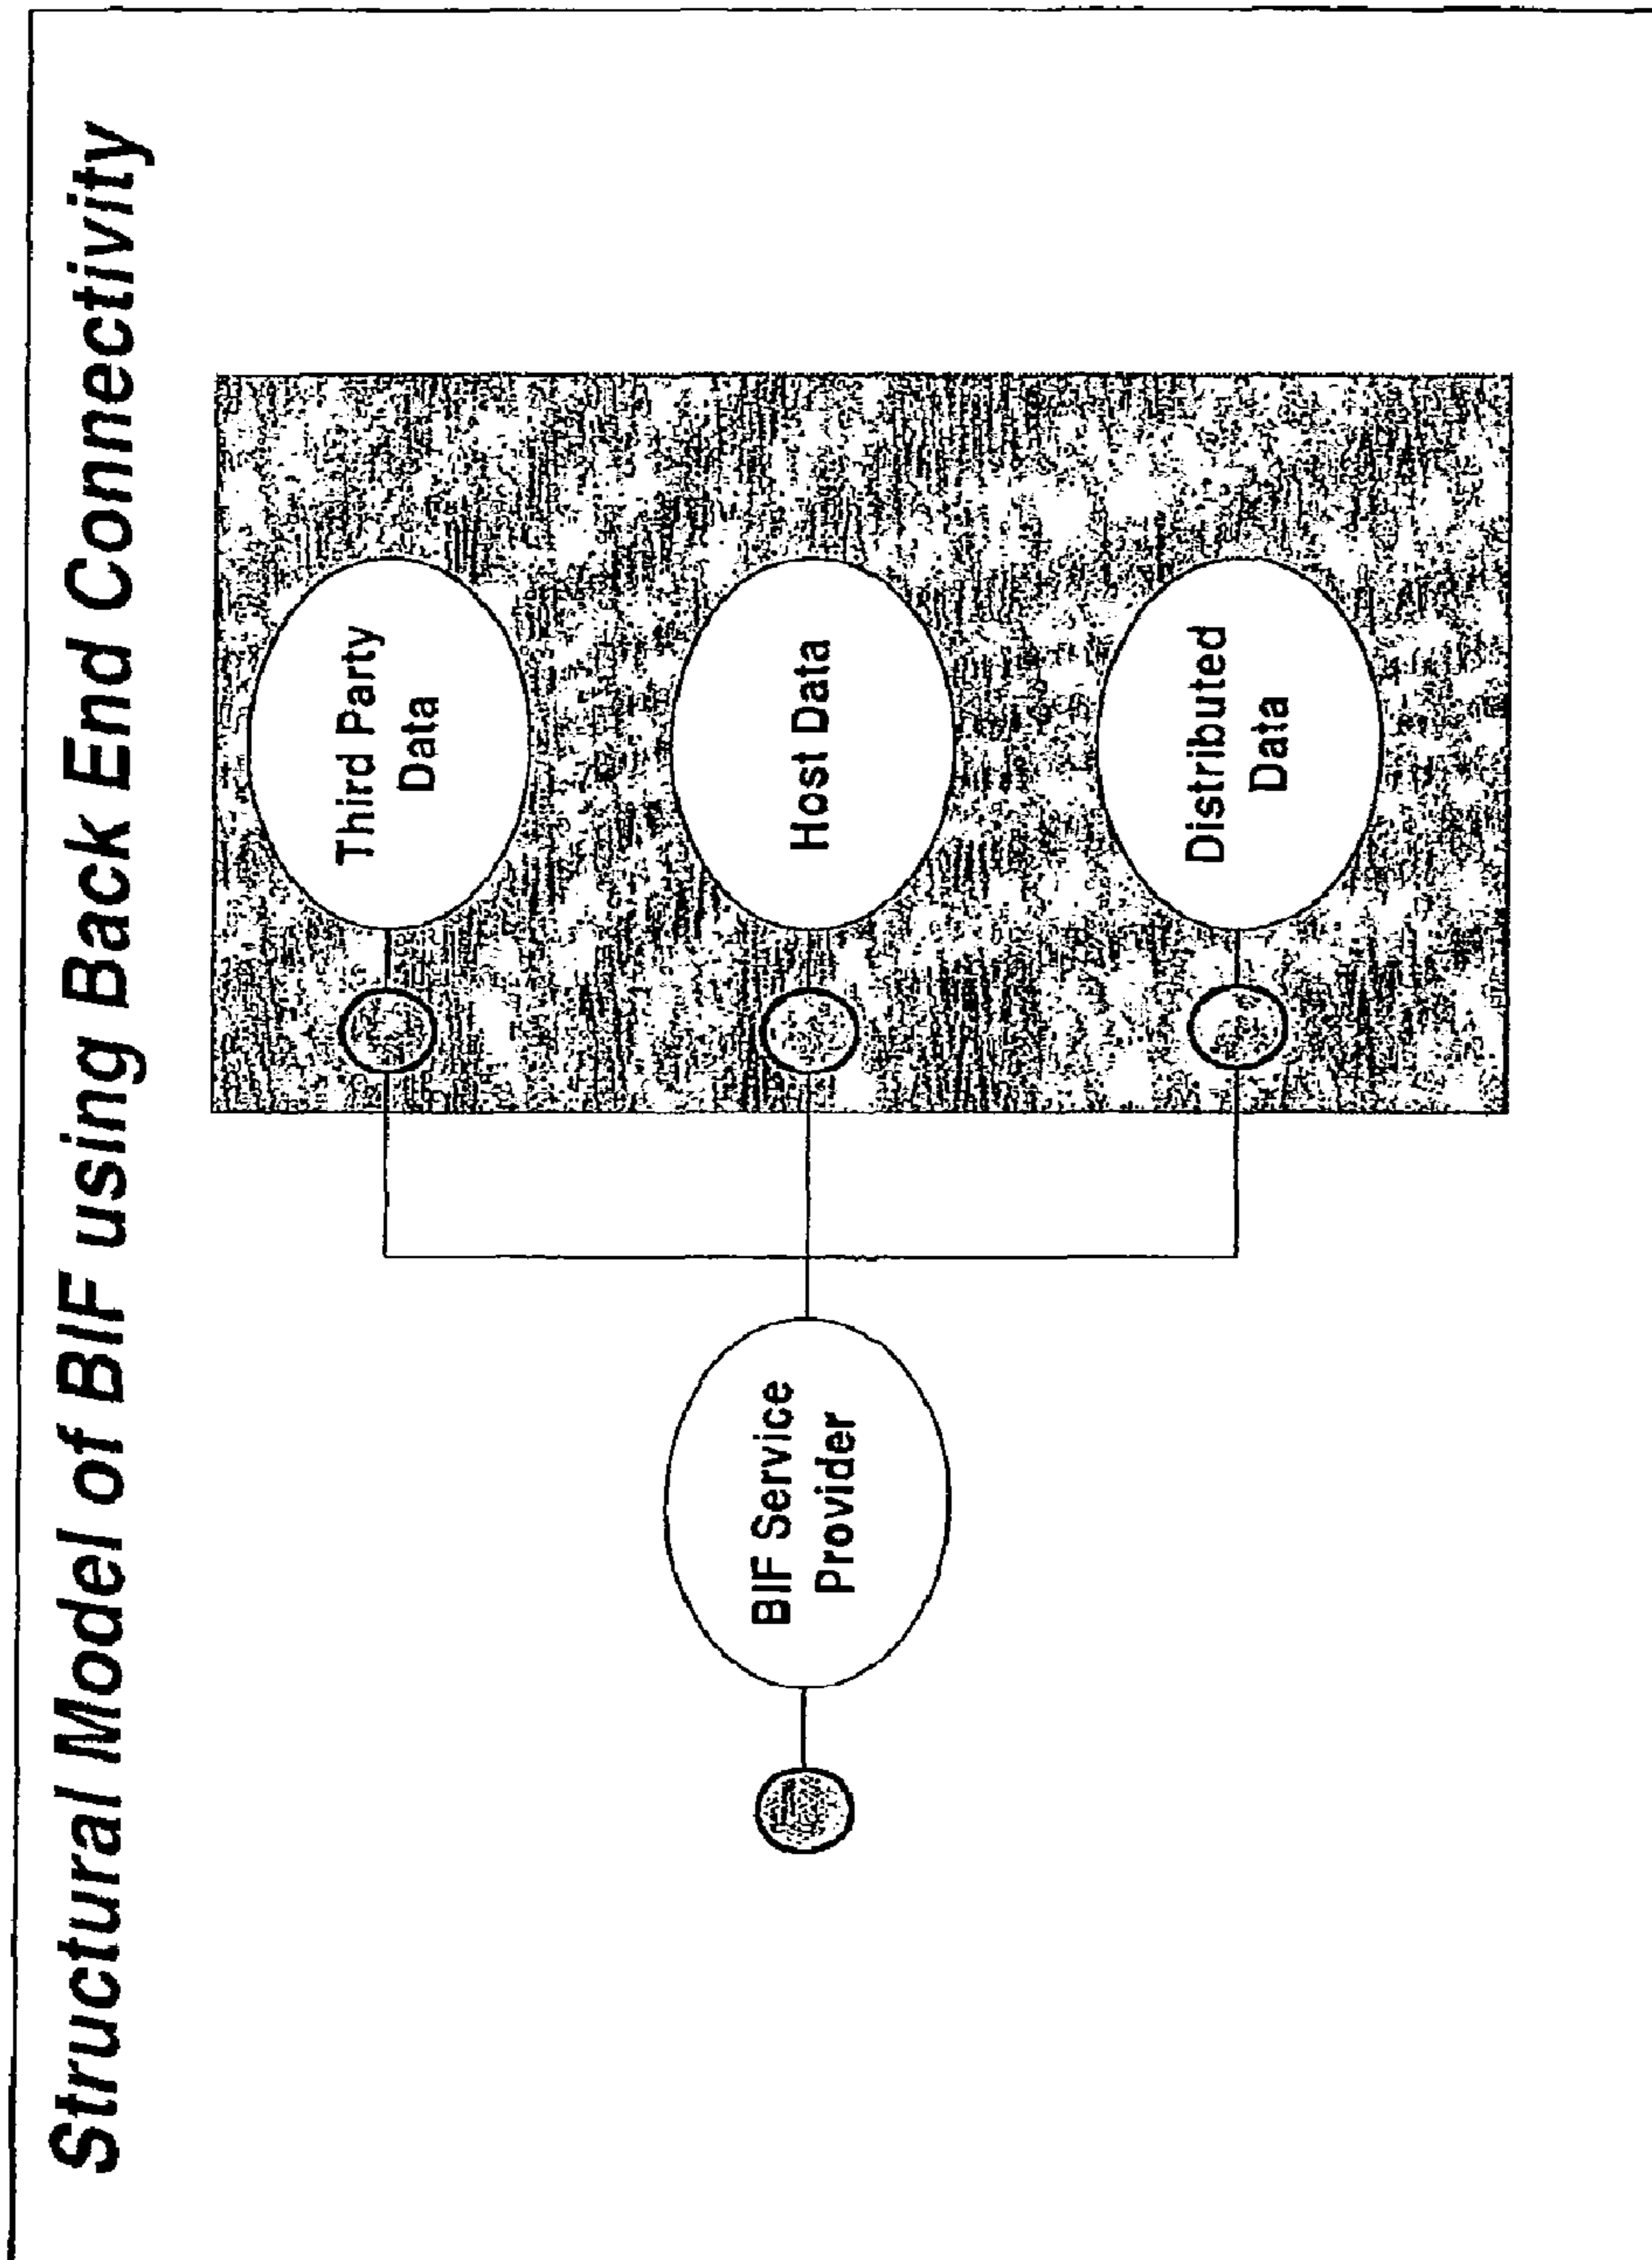 Structural Model of BIF using Back End Connectivity
BIF Service
Provider
Third Party
Data
Host Data
Distributed
Data